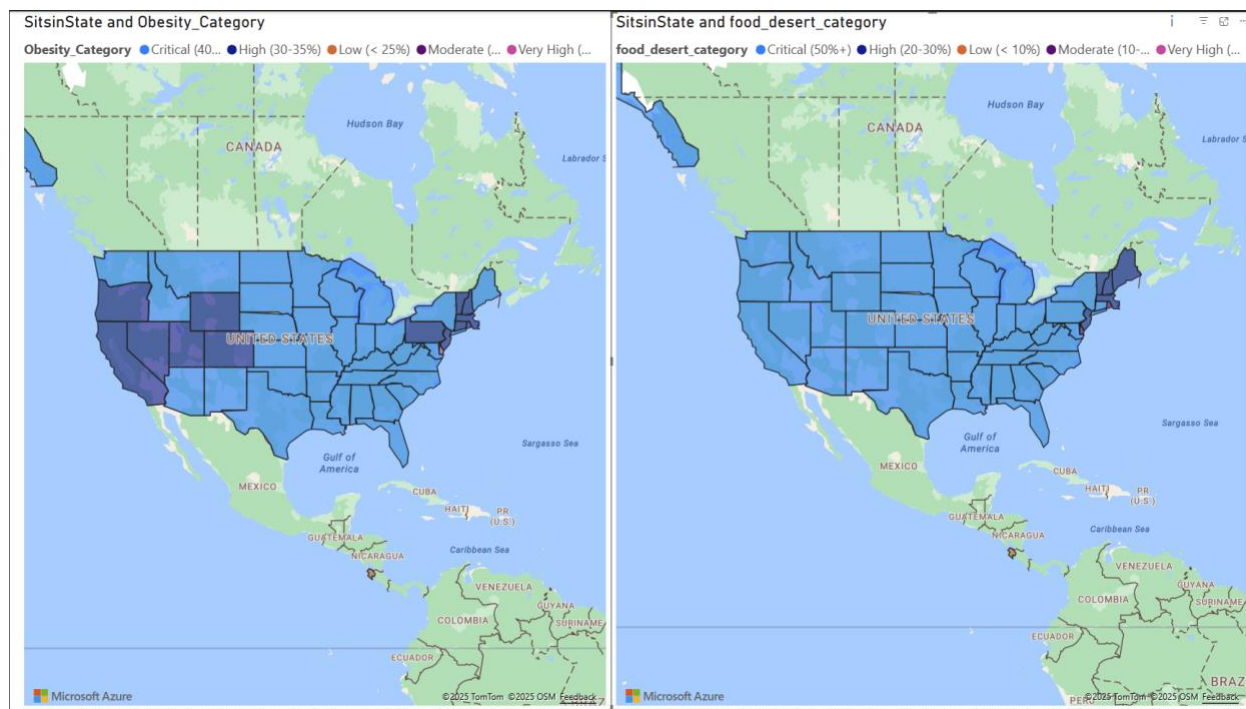 SitsinState and Obesity_Category
Obesity_Category Critical (40... High (30-35%) Low (< 25%) Moderate (... Very High (...
Hudson Bay
CANADA
Labrador S
UNITED STATES
Gulf of
America
Sargasso Sea
MEXICO
CUBA
HAITI
PR
(U.S.)
GUATEMALA
NICARAGUA
Caribbean Sea
VENEZUELA
GUYANA
COLOMBIA
SURINAME
ECUADOR
Microsoft Azure
©2025 TomTom ©2025 OSM Feedback
SitsinState and food_desert_category
food_desert_category Critical (50%+) High (20-30%) Low (< 10%) Moderate (10-... Very High (...
Hudson Bay
CANADA
Labrador S
UNITED STATES
Gulf of
America
Sargasso Sea
MEXICO
CUBA
HAITI
PR
(U.S.)
GUATEMALA
NICARAGUA
Caribbean Sea
VENEZUELA
GUYANA
COLOMBIA
SURINAME
ECUADOR
BRAZ
PERU
Microsoft Azure
©2025 TomTom ©2025 OSM Feedback